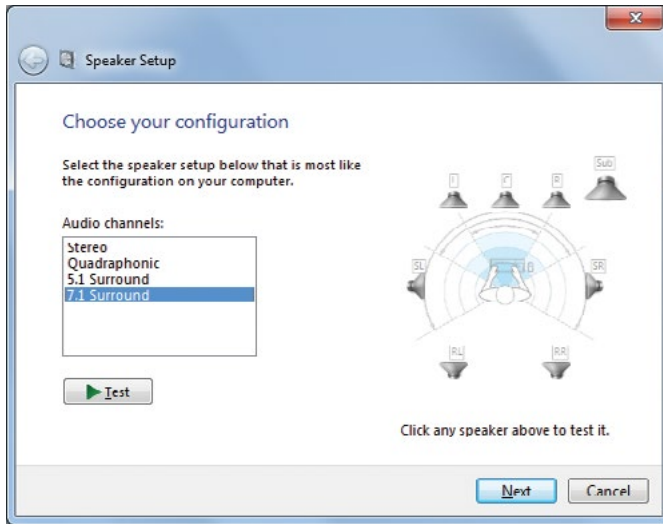 Speaker Setup
Choose your configuration
Select the speaker setup below that is most like
the configuration on your computer.
Audio channels:
Stereo
Quadraphonic
5.1 Surround
7.1 Surround
Test
L
C
R
Sub
SL
SR
RL
RR
Click any speaker above to test it.
Next
Cancel